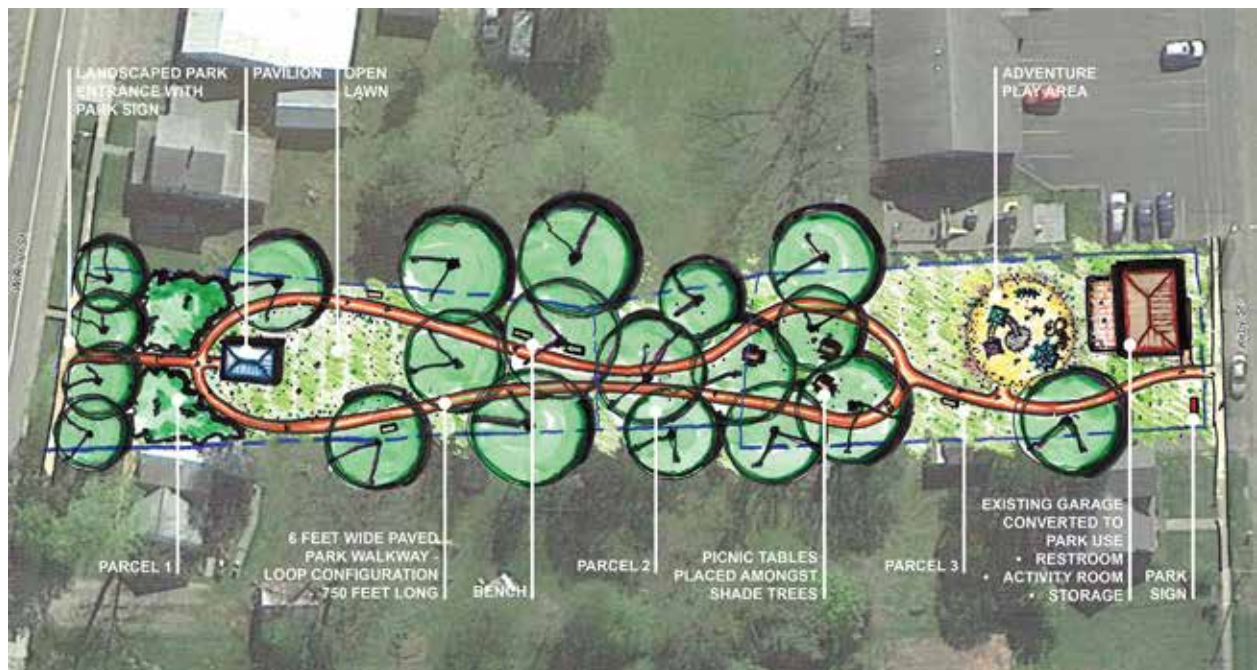 LANDSCAPED PARK
ENTRANCE WITH
PARK SIGN
PAVILION
OPEN
LAWN
ADVENTURE
PLAY AREA
PARCEL 1
6 FEET WIDE PAVED
PARK WALKWAY -
LOOP CONFIGURATION
- 750 FEET LONG
BENCH
PARCEL 2
PICNIC TABLES
PLACED AMONGST
SHADE TREES
PARCEL 3
EXISTING GARAGE
CONVERTED TO
PARK USE
• RESTROOM
• ACTIVITY ROOM
• STORAGE
PARK
SIGN